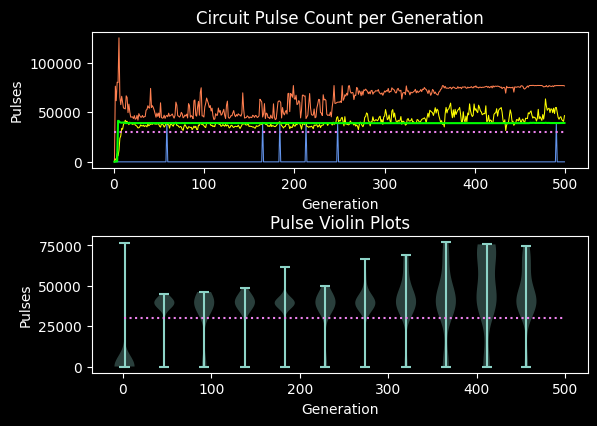 Circuit Pulse Count per Generation
Pulses
100000
50000
0
0 100 200 300 400 500
Generation
Pulse Violin Plots
Pulses
75000
50000
25000
0
0 100 200 300 400 500
Generation